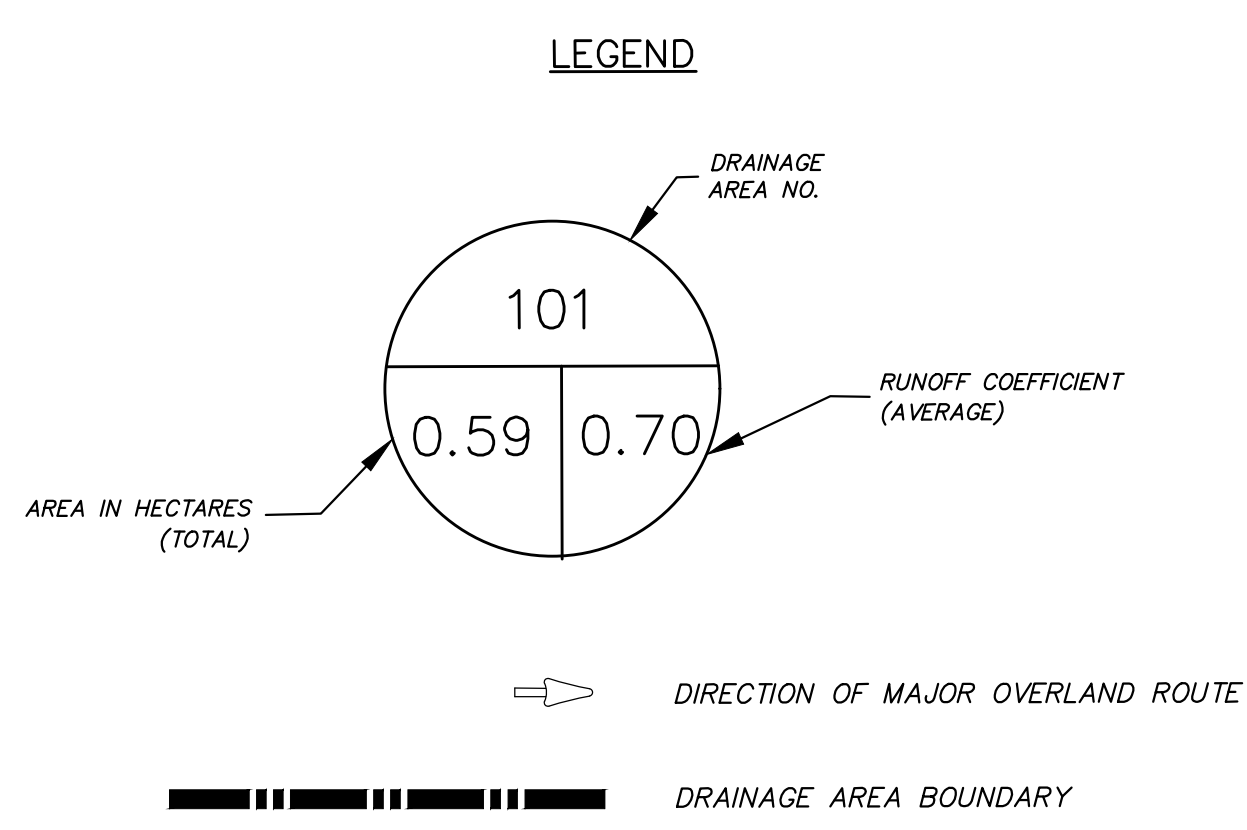 LEGEND
DRAINAGE
AREA NO.
101
RUNOFF COEFFICIENT
(AVERAGE)
0.59
0.70
AREA IN HECTARES
(TOTAL)
DIRECTION OF MAJOR OVERLAND ROUTE
DRAINAGE AREA BOUNDARY